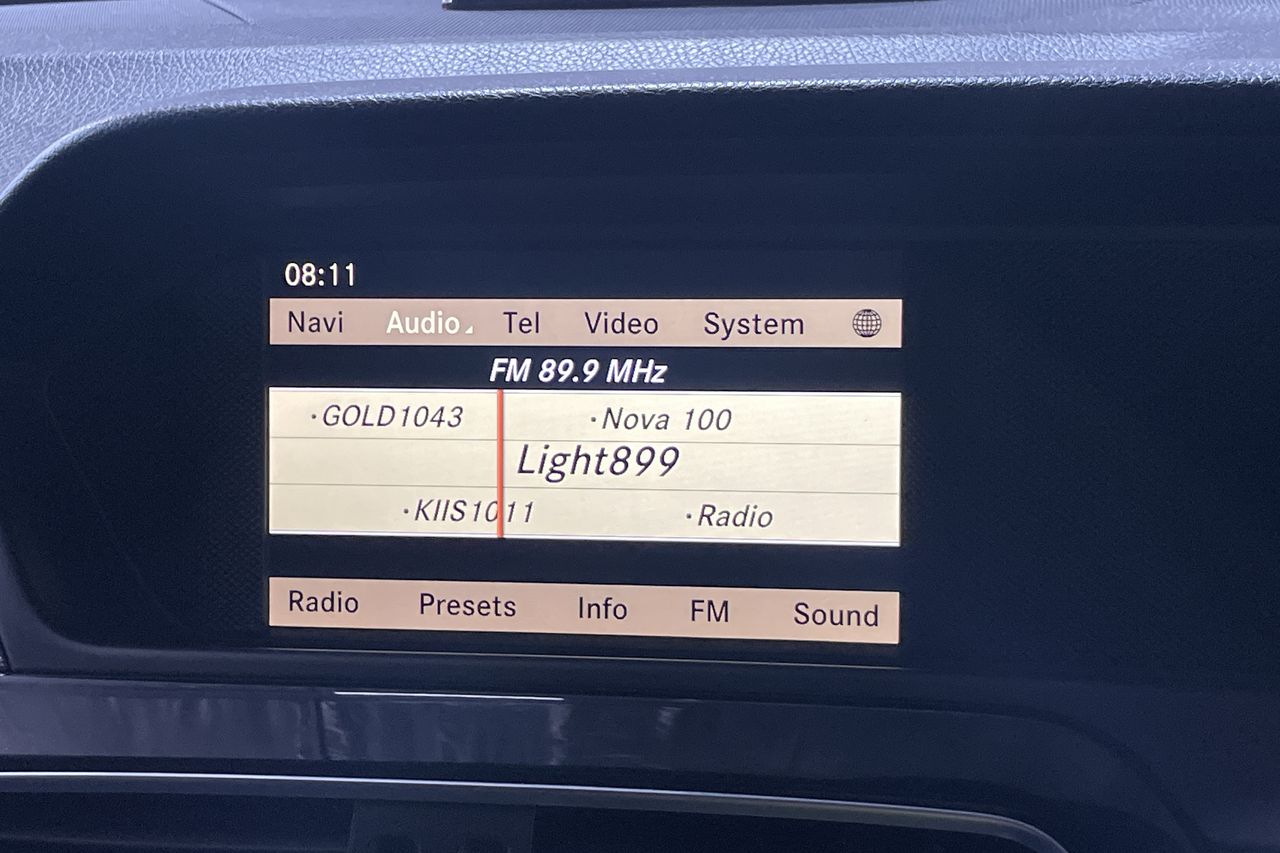 08:11
Navi Audio Tel Video System
FM 89.9 MHz
·GOLD1043 ·Nova 100
Light899
·KIIS1011 ·Radio
Radio Presets Info FM Sound